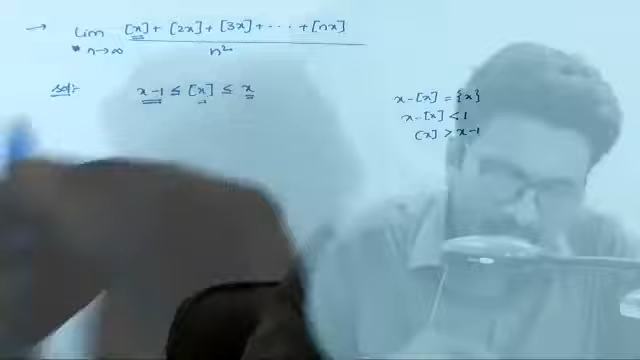 → Lim [x] + [2x] + [3x] + ... + [nx]
n→∞ n²
Sol:
x-1 ≤ [x] ≤ x
x-[x] = {x}
x-[x] < 1
[x] > x-1